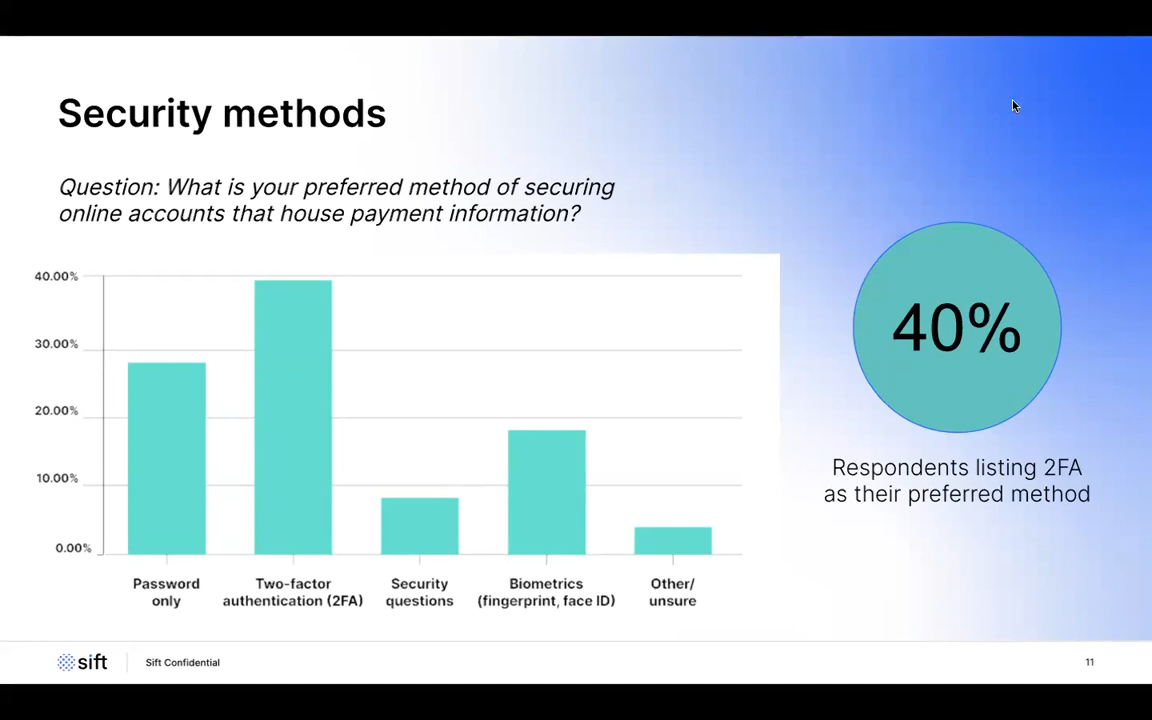 Security methods
Question: What is your preferred method of securing
online accounts that house payment information?
40.00%
30.00%
20.00%
10.00%
0.00%
Password
only
Two-factor
authentication (2FA)
Security
questions
Biometrics
(fingerprint, face ID)
Other/
unsure
40%
Respondents listing 2FA
as their preferred method
sift
Sift Confidential
11